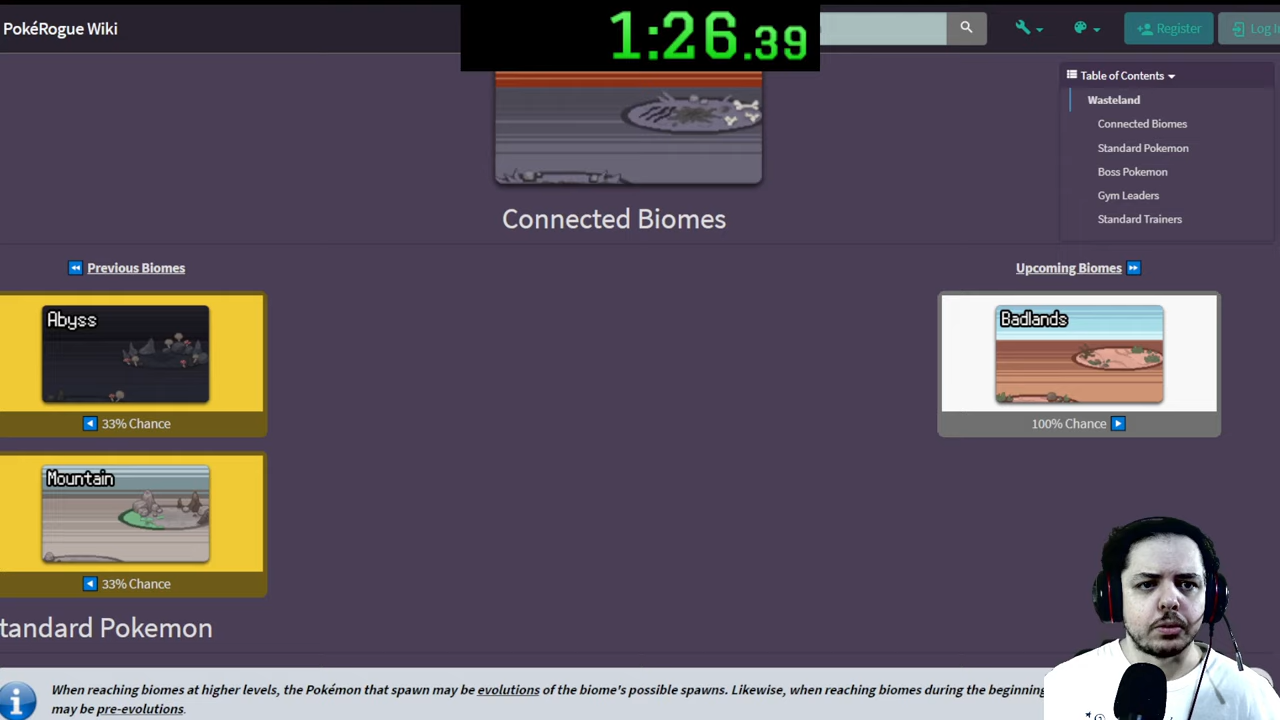 PokéRogue Wiki
1:26.39
Register
Log I
Table of Contents
Wasteland
Connected Biomes
Standard Pokemon
Boss Pokemon
Gym Leaders
Standard Trainers
Connected Biomes
Previous Biomes
Upcoming Biomes
Abyss
33% Chance
Badlands
100% Chance
Mountain
33% Chance
tandard Pokemon
When reaching biomes at higher levels, the Pokémon that spawn may be evolutions of the biome's possible spawns. Likewise, when reaching biomes during the beginning
may be pre-evolutions.